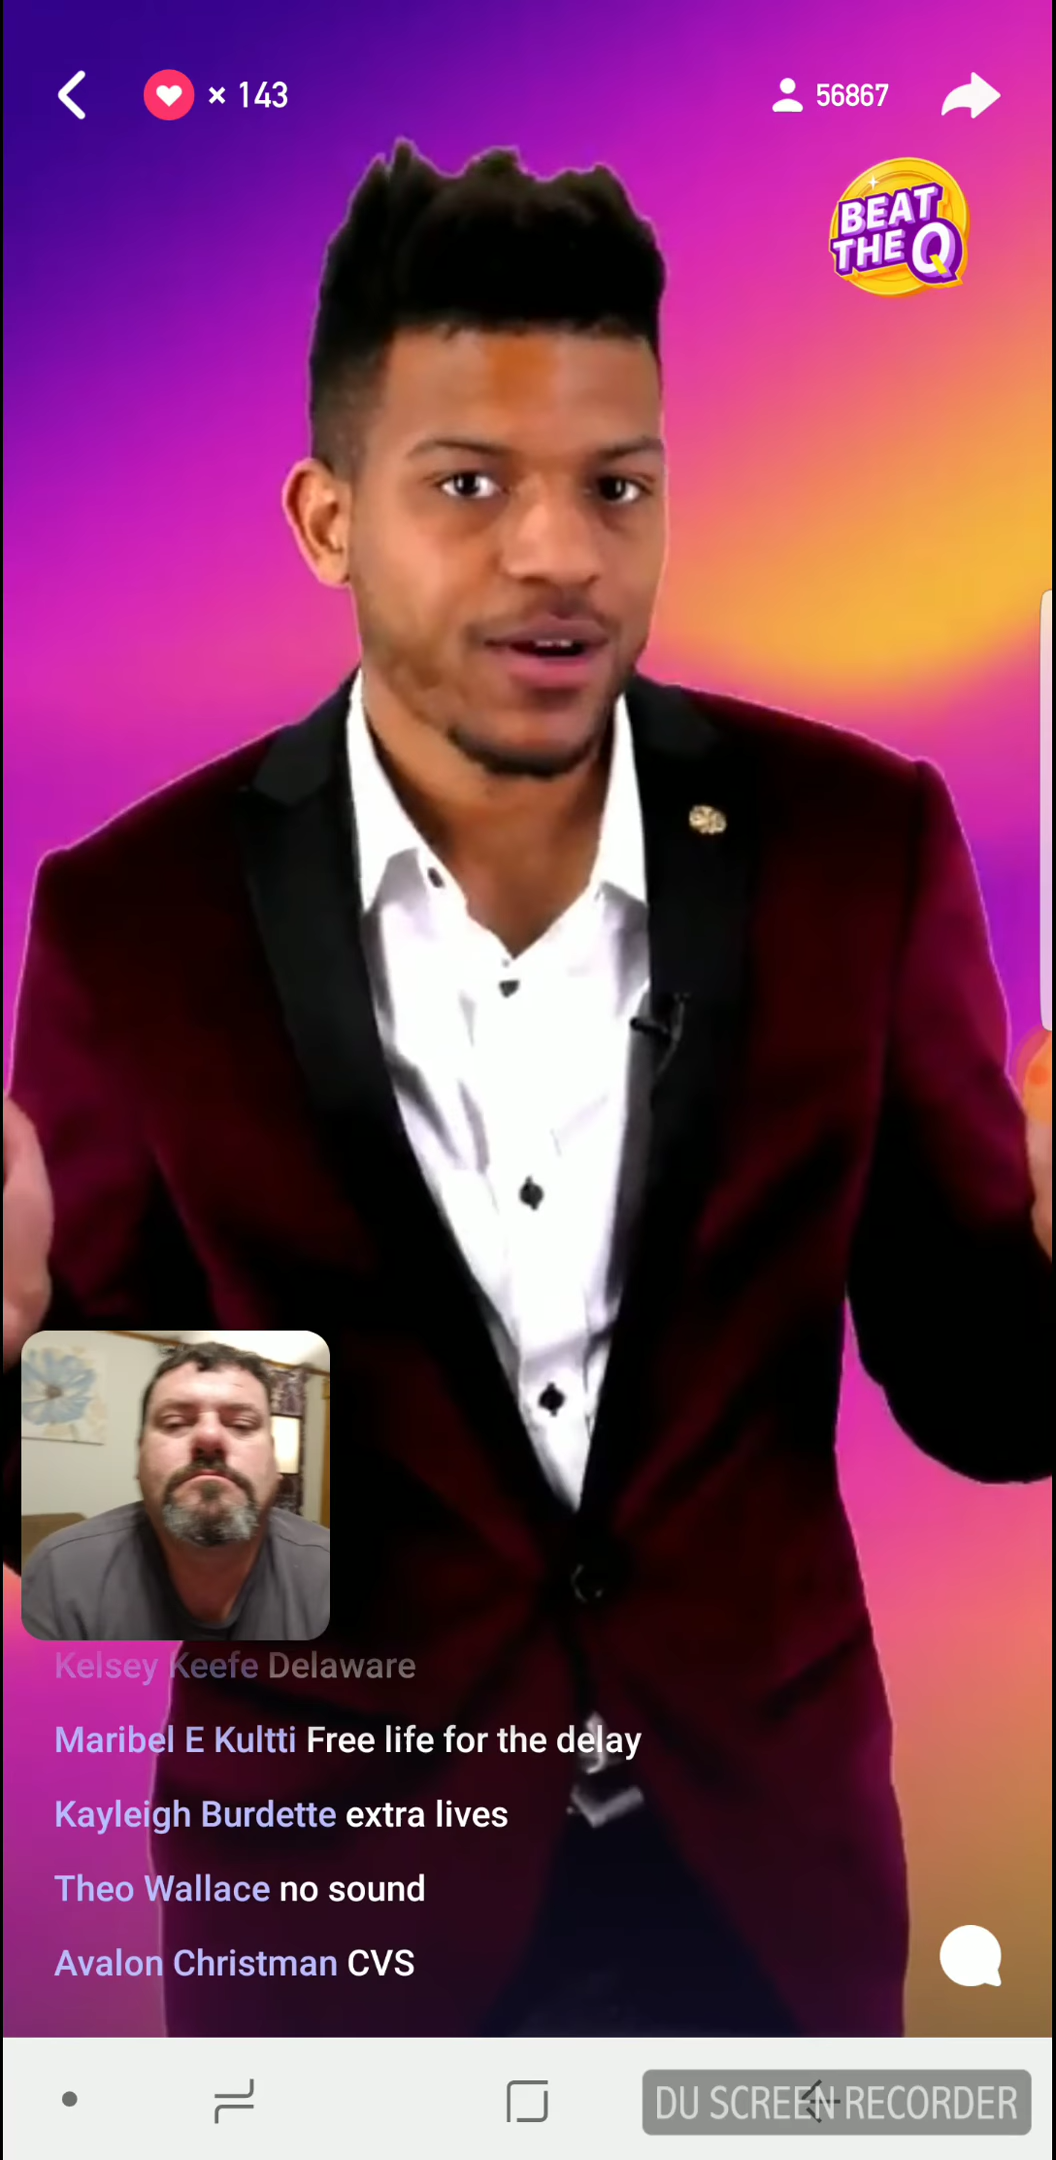 × 143
56867
BEAT
THE Q
Kelsey Keefe Delaware
Maribel E Kultti Free life for the delay
Kayleigh Burdette extra lives
Theo Wallace no sound
Avalon Christman CVS
DU SCREEN RECORDER